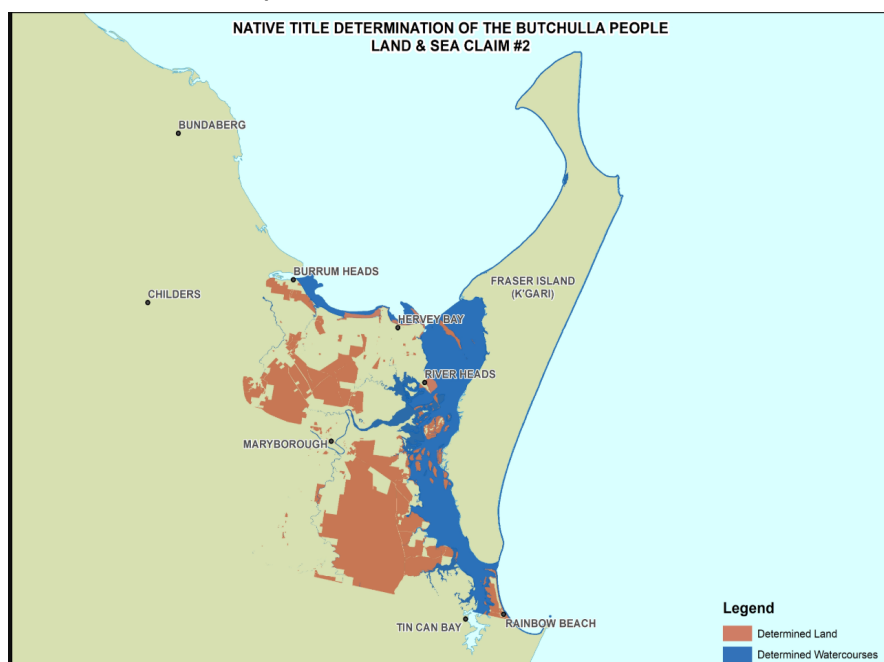 NATIVE TITLE DETERMINATION OF THE BUTCHULLA PEOPLE
LAND & SEA CLAIM #2
BUNDABERG
BURRUM HEADS
FRASER ISLAND
(K'GARI)
CHILDERS
HERVEY BAY
RIVER HEADS
MARYBOROUGH
TIN CAN BAY
RAINBOW BEACH
Legend
Determined Land
Determined Watercourses